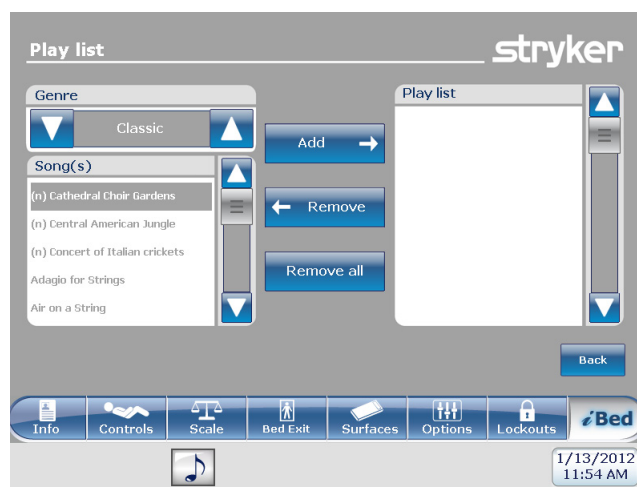 Play list
stryker
Genre
Classic
Song(s)
(n) Cathedral Choir Gardens
(n) Central American Jungle
(n) Concert of Italian crickets
Adagio for Strings
Air on a String
Add
Remove
Remove all
Play list
Back
Info
Controls
Scale
Bed Exit
Surfaces
Options
Lockouts
iBed
1/13/2012
11:54 AM